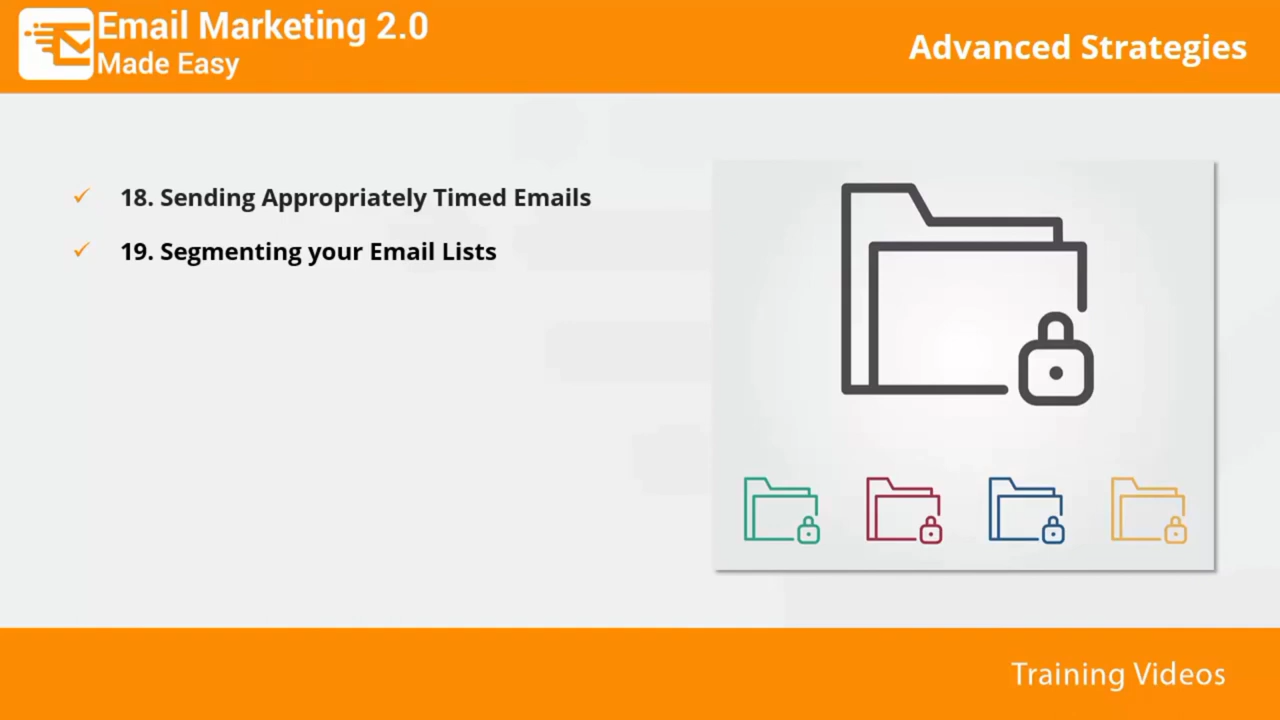 Email Marketing 2.0
Made Easy
Advanced Strategies
18. Sending Appropriately Timed Emails
19. Segmenting your Email Lists
Training Videos